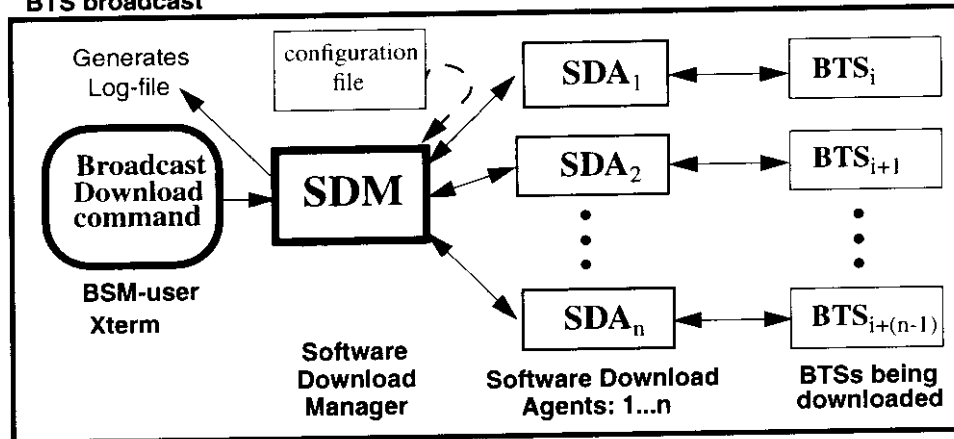 BTS broadcast
Generates
Log-file
configuration
file
Broadcast
Download
command
BSM-user
Xterm
SDM
Software
Download
Manager
SDA1
SDA2
SDAn
Software Download
Agents: 1...n
BTSi
BTSi+1
BTSi+(n-1)
BTSs being
downloaded